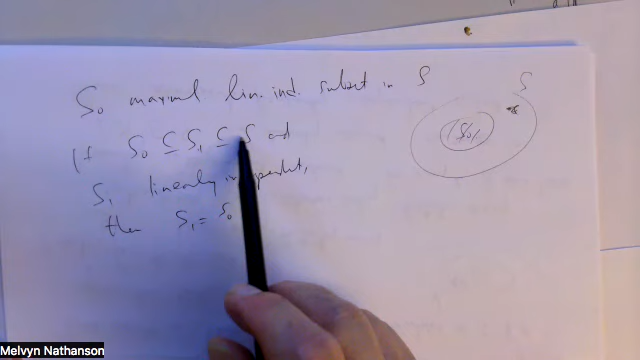 S₀ maximal lin. ind. subset in S
If S₀ ⊆ S₁ ⊆ S and
S₁ linearly independent,
then S₁ = S₀
S
S₀
Melvyn Nathanson